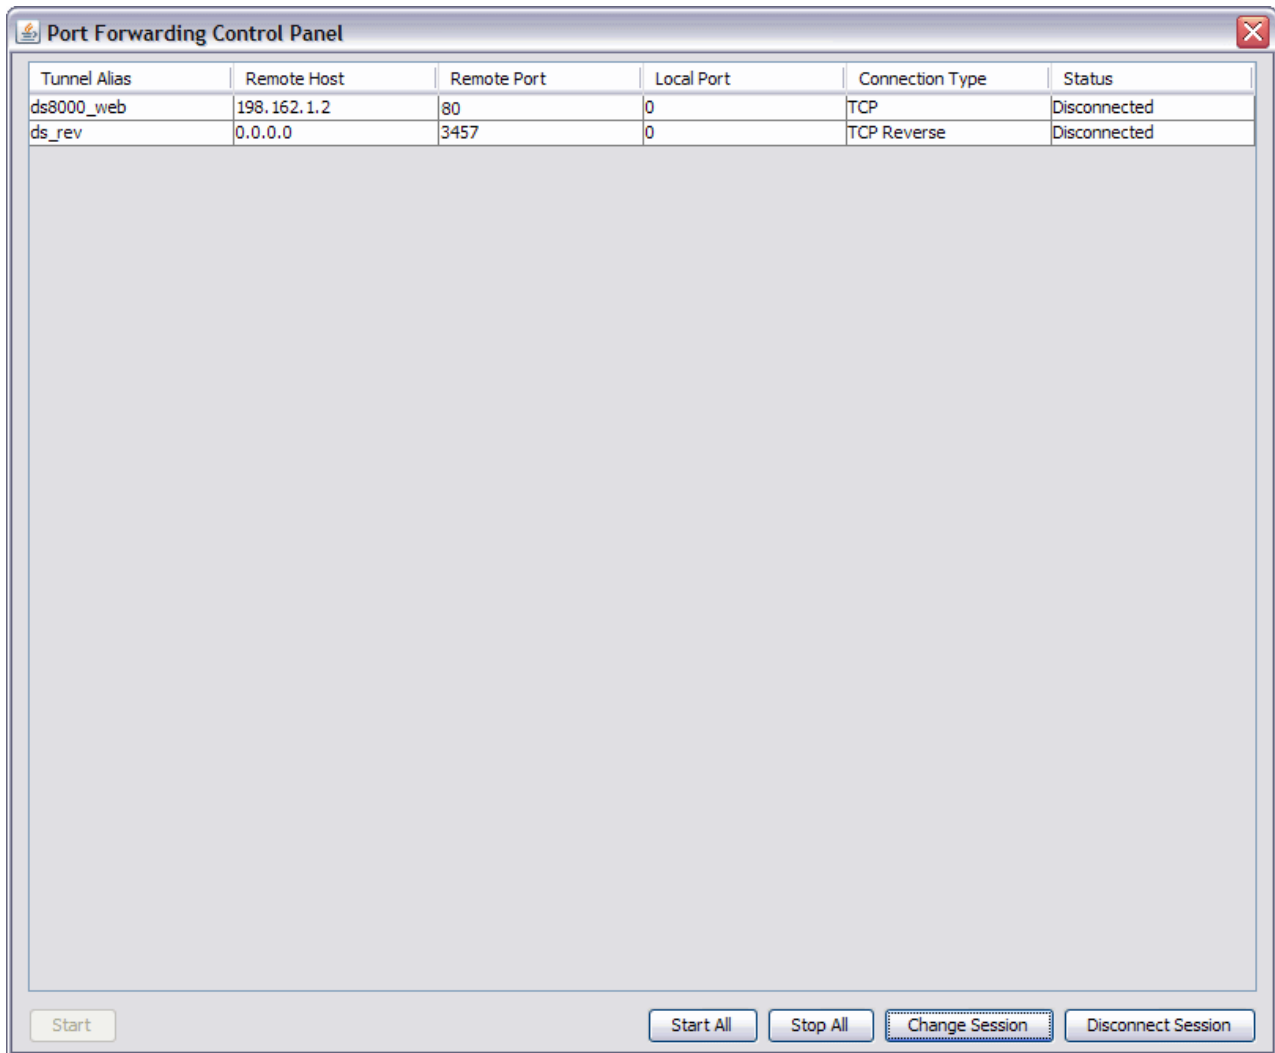 Port Forwarding Control Panel
Tunnel Alias Remote Host Remote Port Local Port Connection Type Status
ds8000_web 198.162.1.2 80 0 TCP Disconnected
ds_rev 0.0.0.0 3457 0 TCP Reverse Disconnected
Start Start All Stop All Change Session Disconnect Session